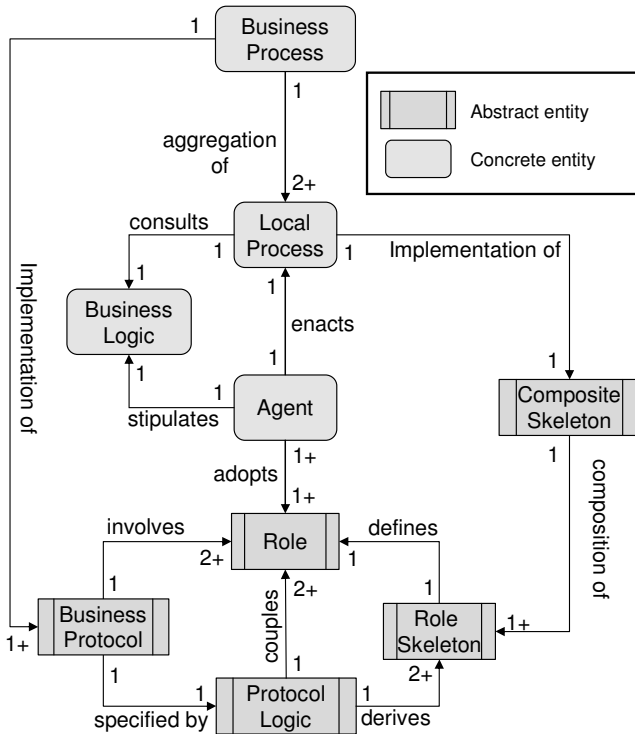 1
Business
Process
1
Abstract entity
Concrete entity
aggregation
of
2+
consults
Local
Process
Implementation of
1
1
1
1
Business
Logic
1
enacts
Implementation of
1
1
1
stipulates
Agent
1
Composite
Skeleton
1
1+
adopts
1+
composition of
involves
Role
defines
2+
1
2+
1
couples
1
Business
Protocol
1+
Role
Skeleton
1+
1
1
2+
1
1
specified by
Protocol
Logic
derives